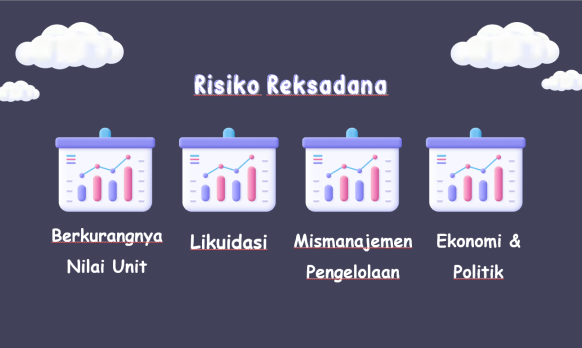 Risiko Reksadana
Berkurangnya
Nilai Unit
Likuidasi
Mismanajemen
Pengelolaan
Ekonomi &
Politik